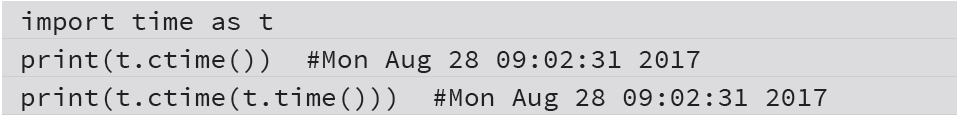 import time as t
print(t.ctime())  #Mon Aug 28 09:02:31 2017
print(t.ctime(t.time()))  #Mon Aug 28 09:02:31 2017